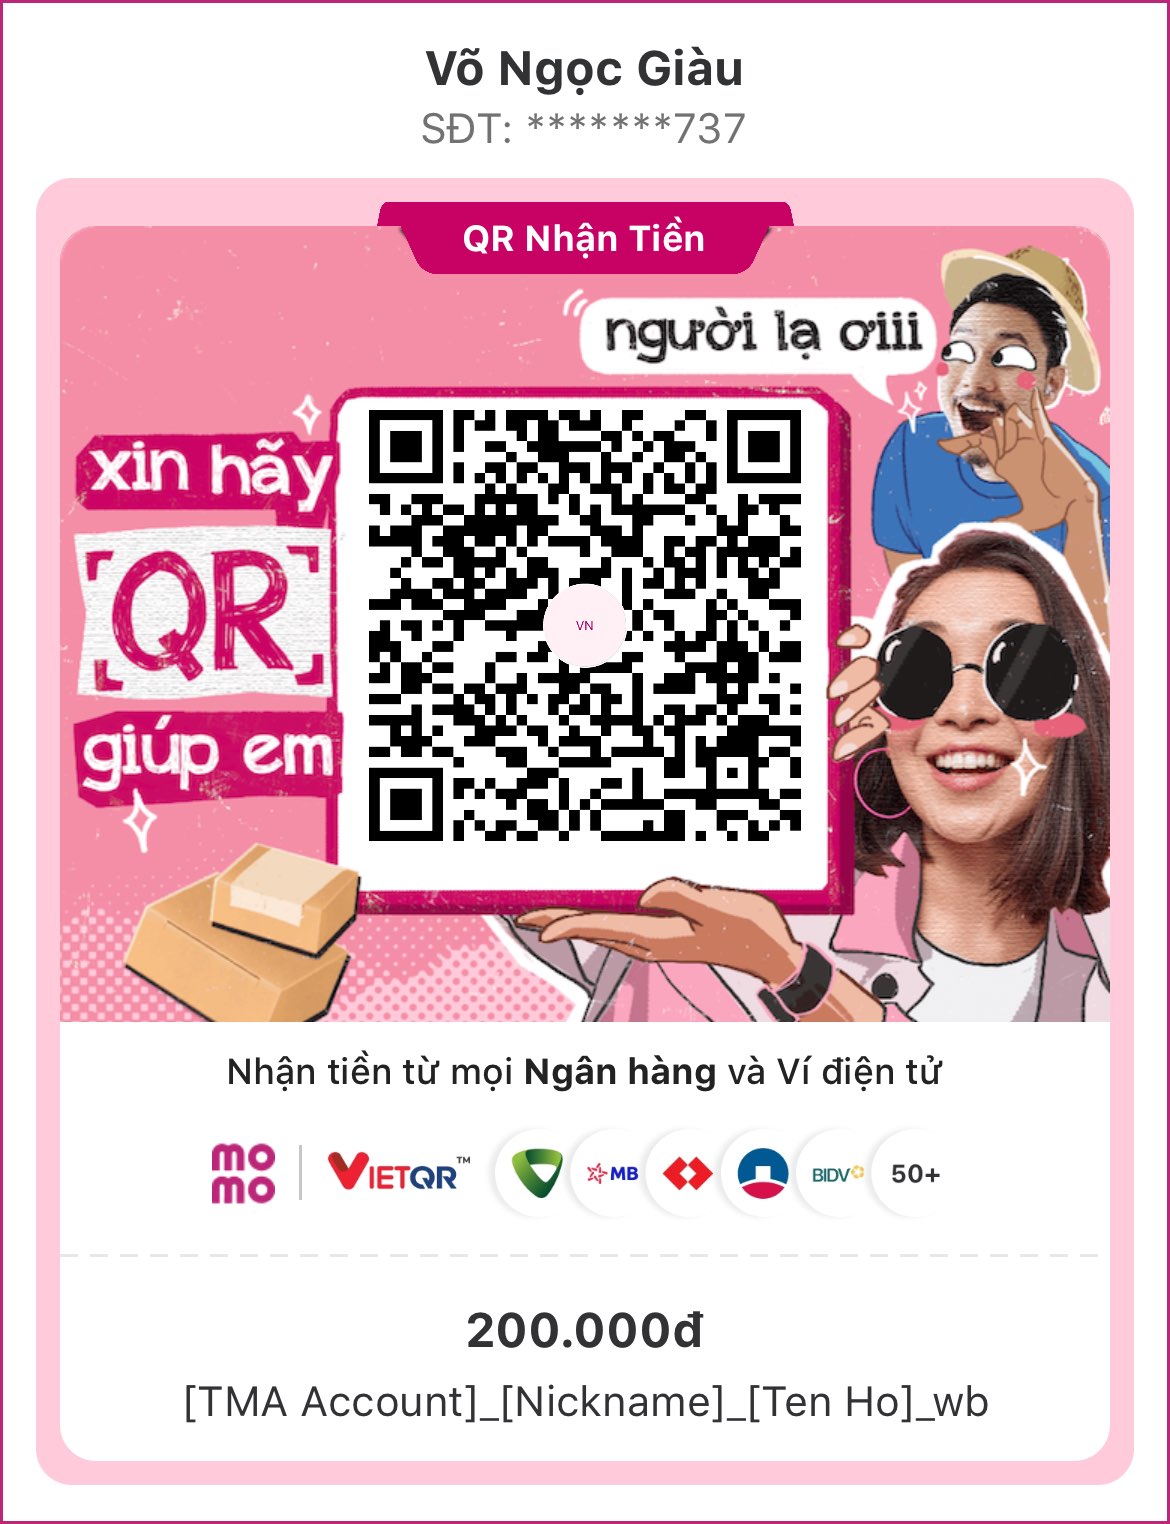 Võ Ngọc Giàu
SĐT: *******737
QR Nhận Tiền
người lạ ơiii
xin hãy
QR
giúp em
VN
Nhận tiền từ mọi Ngân hàng và Ví điện tử
mo
mo
VIETQR™
MB
BIDV
50+
200.000đ
[TMA Account]_[Nickname]_[Ten Ho]_wb